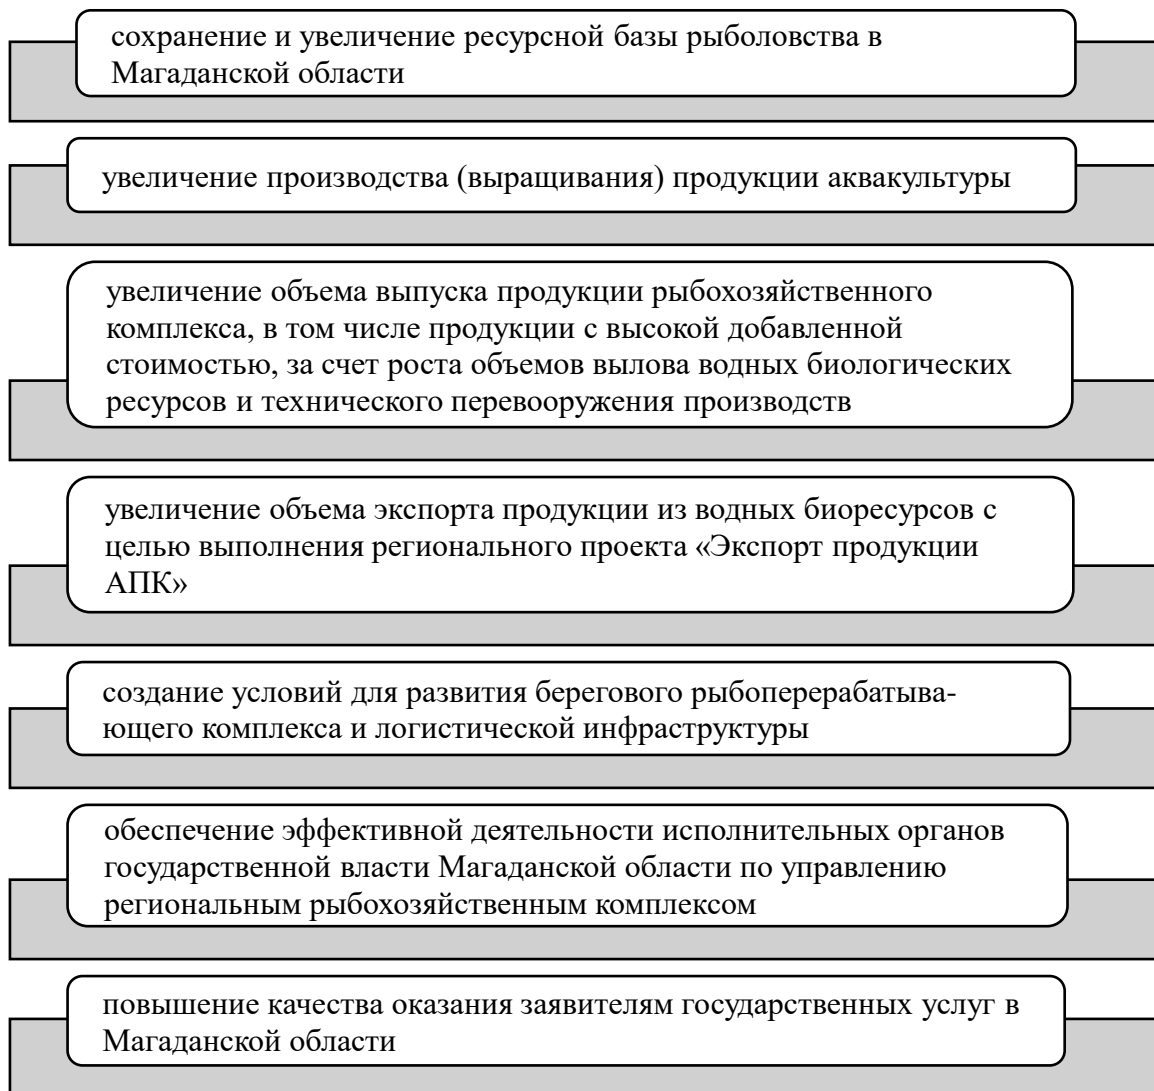 сохранение и увеличение ресурсной базы рыболовства в
Магаданской области
увеличение производства (выращивания) продукции аквакультуры
увеличение объема выпуска продукции рыбохозяйственного
комплекса, в том числе продукции с высокой добавленной
стоимостью, за счет роста объемов вылова водных биологических
ресурсов и технического перевооружения производств
увеличение объема экспорта продукции из водных биоресурсов с
целью выполнения регионального проекта «Экспорт продукции
АПК»
создание условий для развития берегового рыбоперерабатыва-
ющего комплекса и логистической инфраструктуры
обеспечение эффективной деятельности исполнительных органов
государственной власти Магаданской области по управлению
региональным рыбохозяйственным комплексом
повышение качества оказания заявителям государственных услуг в
Магаданской области